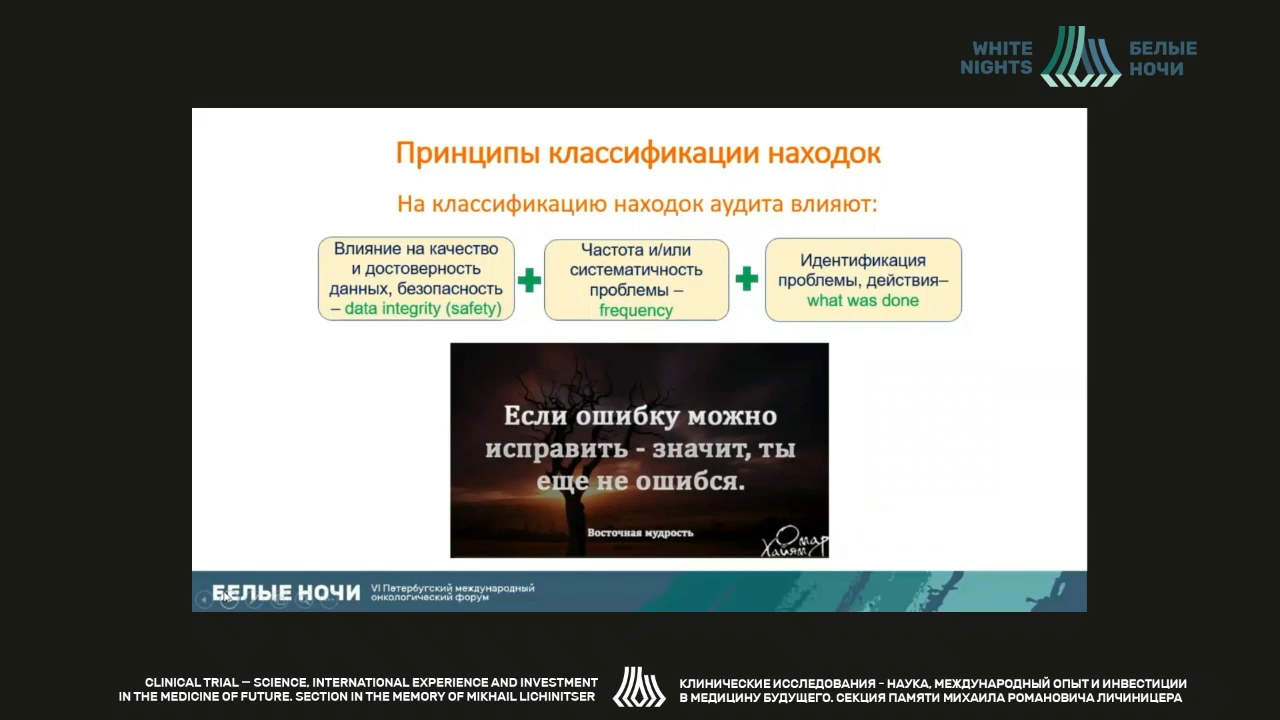 WHITE
NIGHTS
БЕЛЫЕ
НОЧИ
Принципы классификации находок
На классификацию находок аудита влияют:
Влияние на качество
и достоверность
данных, безопасность
– data integrity (safety)
Частота и/или
систематичность
проблемы –
frequency
Идентификация
проблемы, действия–
what was done
Если ошибку можно
исправить - значит, ты
еще не ошибся.
Восточная мудрость
Омар
Хайям
БЕЛЫЕ НОЧИ
VI Петербугский международный
онкологический форум
CLINICAL TRIAL – SCIENCE, INTERNATIONAL EXPERIENCE AND INVESTMENT
IN THE MEDICINE OF FUTURE. SECTION IN THE MEMORY OF MIKHAIL LICHINITSER
КЛИНИЧЕСКИЕ ИССЛЕДОВАНИЯ - НАУКА, МЕЖДУНАРОДНЫЙ ОПЫТ И ИНВЕСТИЦИИ
В МЕДИЦИНУ БУДУЩЕГО. СЕКЦИЯ ПАМЯТИ МИХАИЛА РОМАНОВИЧА ЛИЧИНИЦЕРА